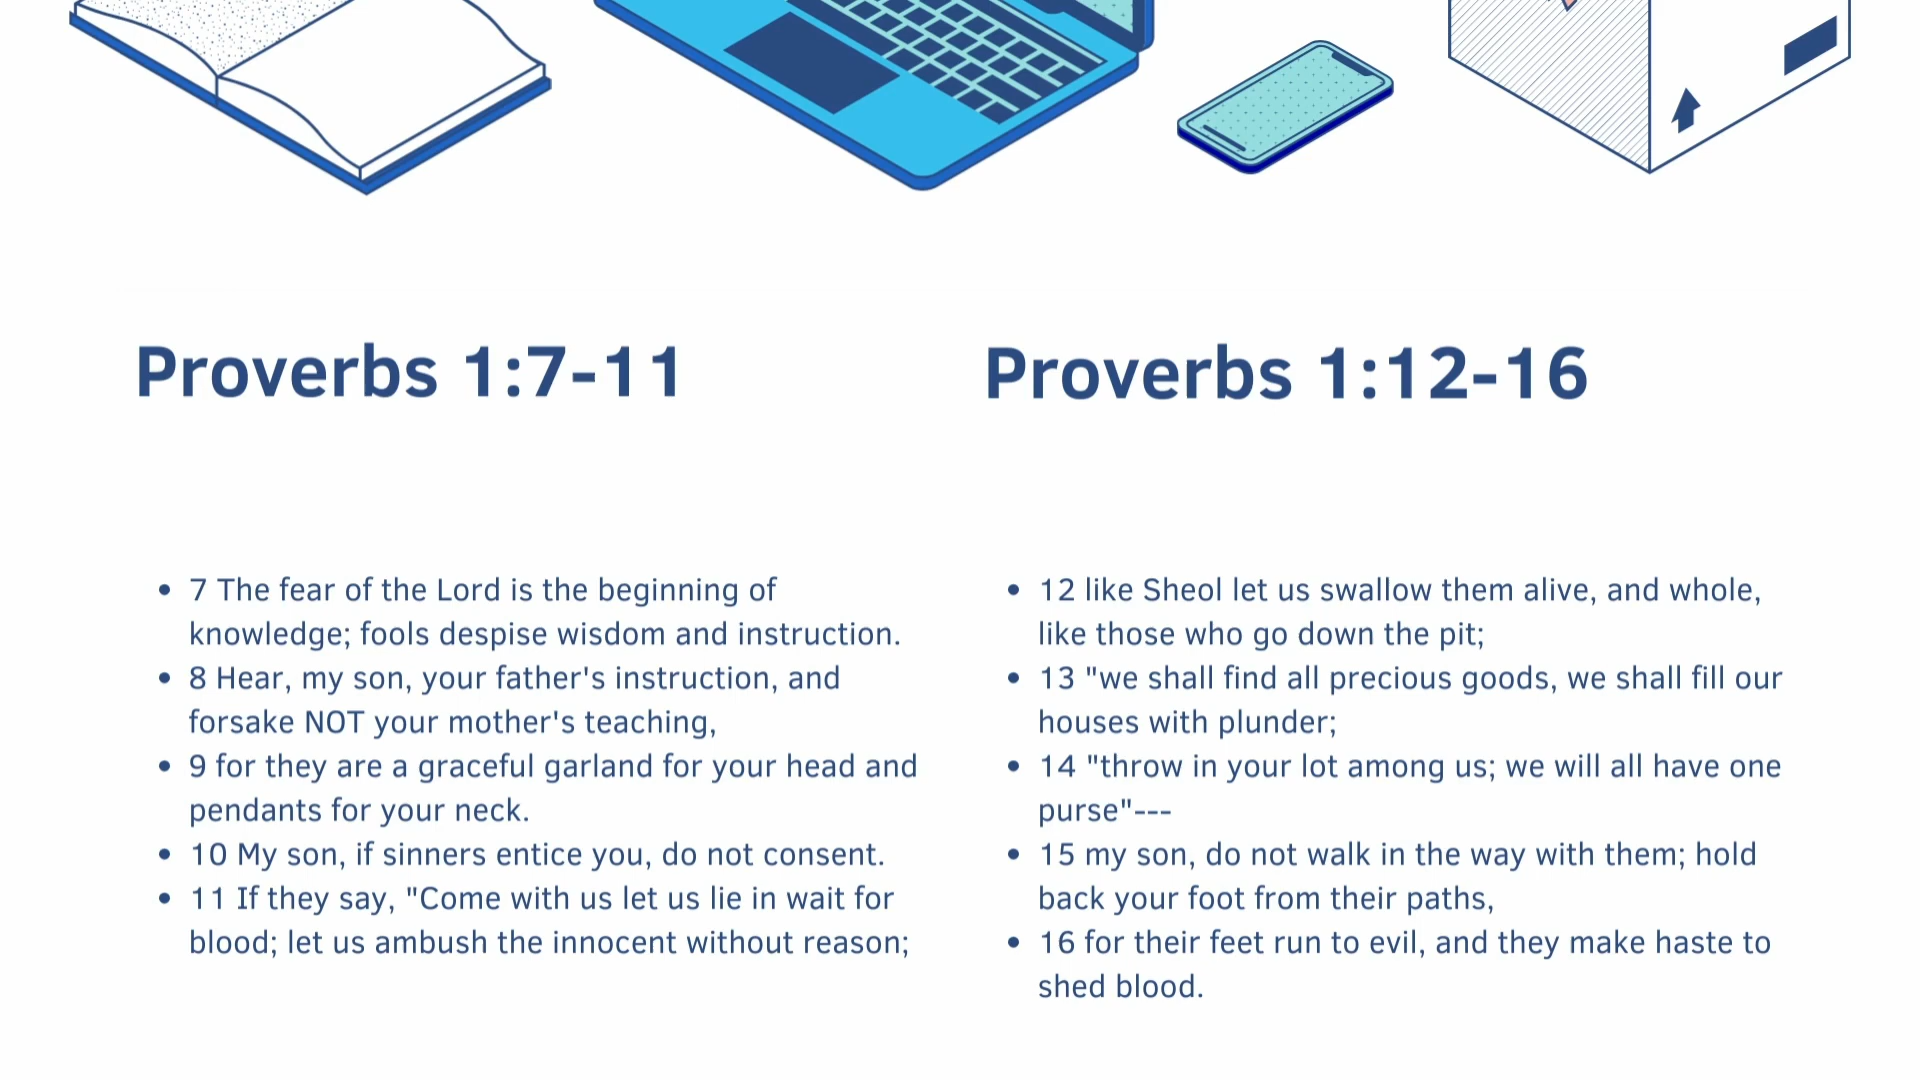 Proverbs 1:7-11
7 The fear of the Lord is the beginning of
knowledge; fools despise wisdom and instruction.
8 Hear, my son, your father's instruction, and
forsake NOT your mother's teaching,
9 for they are a graceful garland for your head and
pendants for your neck.
10 My son, if sinners entice you, do not consent.
11 If they say, "Come with us let us lie in wait for
blood; let us ambush the innocent without reason;
Proverbs 1:12-16
12 like Sheol let us swallow them alive, and whole,
like those who go down the pit;
13 "we shall find all precious goods, we shall fill our
houses with plunder;
14 "throw in your lot among us; we will all have one
purse"---
15 my son, do not walk in the way with them; hold
back your foot from their paths,
16 for their feet run to evil, and they make haste to
shed blood.